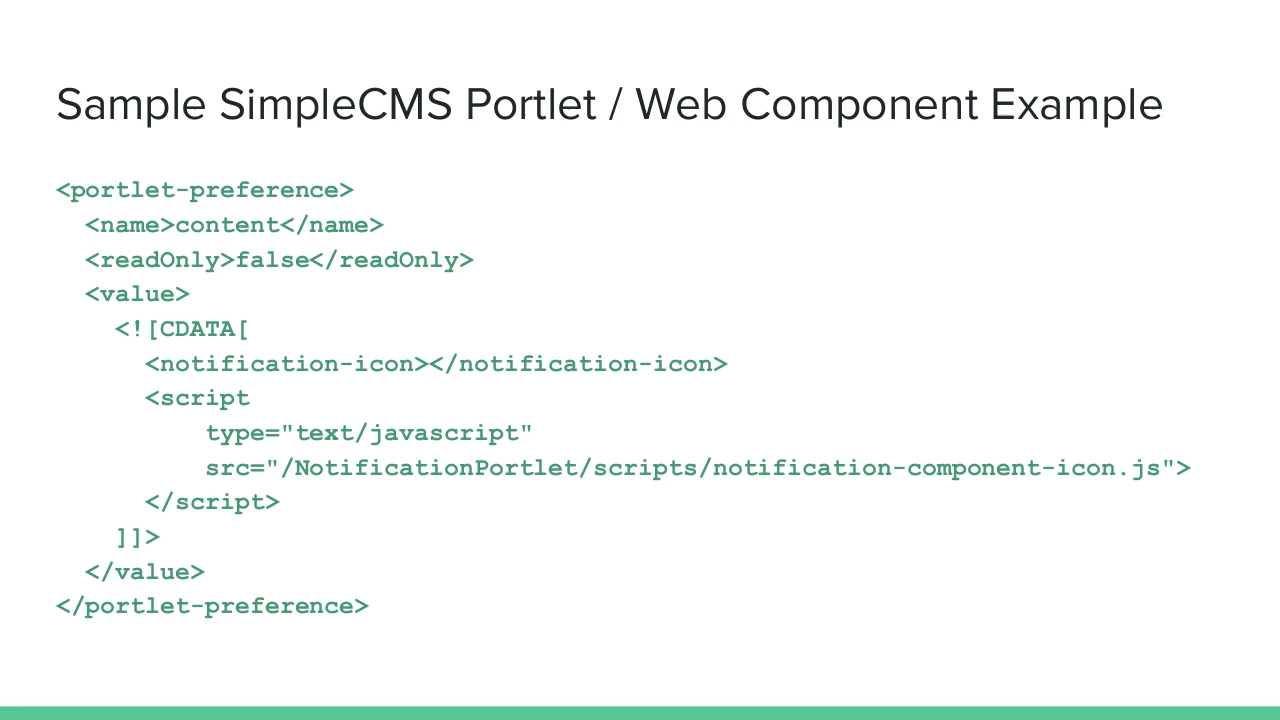 Sample SimpleCMS Portlet / Web Component Example
<portlet-preference>
  <name>content</name>
  <readOnly>false</readOnly>
  <value>
    <![CDATA[
      <notification-icon></notification-icon>
      <script
          type="text/javascript"
          src="/NotificationPortlet/scripts/notification-component-icon.js">
      </script>
    ]]>
  </value>
</portlet-preference>